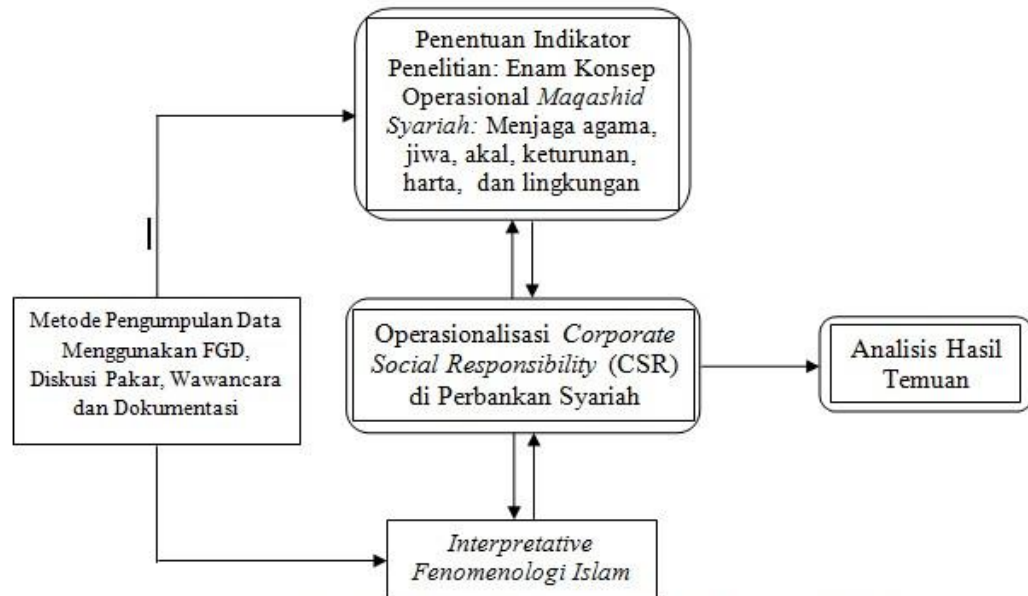 Penentuan Indikator
Penelitian: Enam Konsep
Operasional Maqashid
Syariah: Menjaga agama,
jiwa, akal, keturunan,
harta, dan lingkungan
Metode Pengumpulan Data
Menggunakan FGD,
Diskusi Pakar, Wawancara
dan Dokumentasi
Operasionalisasi Corporate
Social Responsibility (CSR)
di Perbankan Syariah
Analisis Hasil
Temuan
Interpretative
Fenomenologi Islam